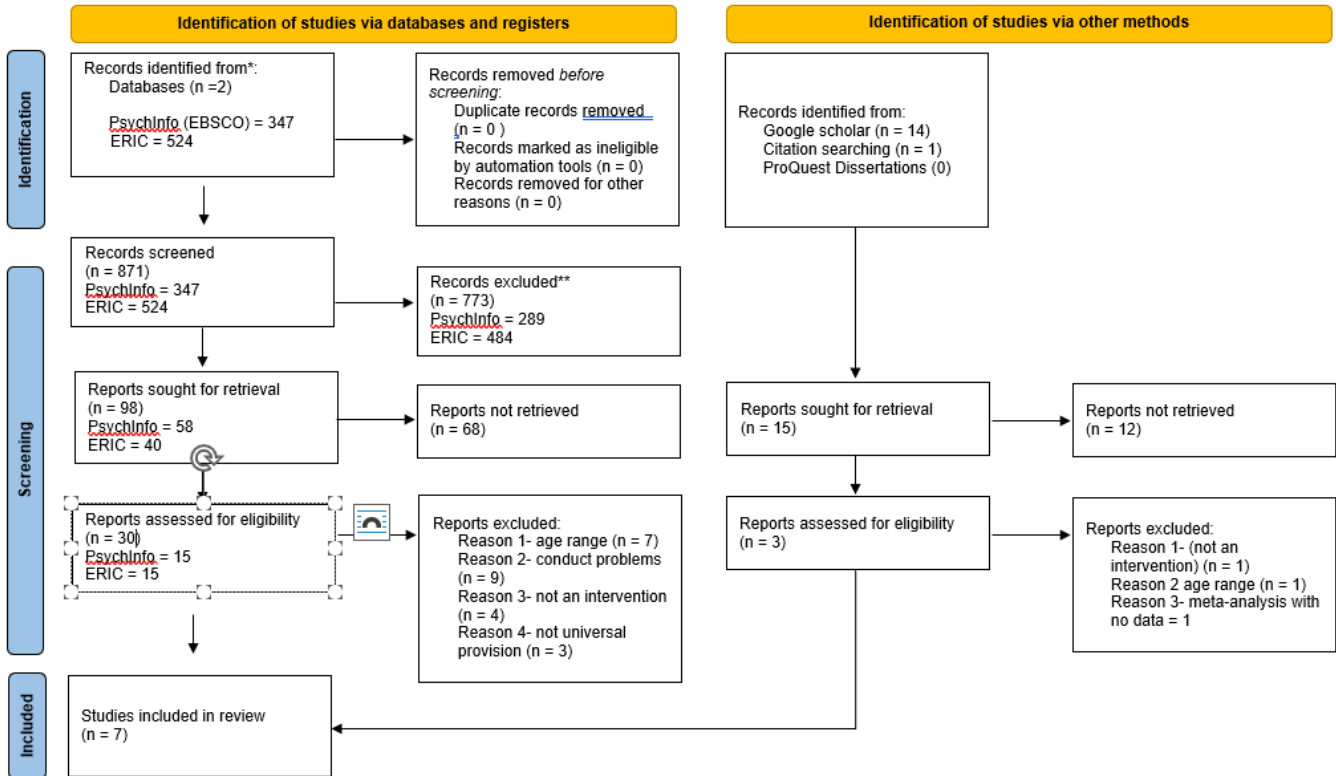 Identification of studies via databases and registers
Identification of studies via other methods
Identification
Records identified from*:
Databases (n =2)
PsychInfo (EBSCO) = 347
ERIC = 524
Records removed before
screening:
Duplicate records removed
(n = 0 )
Records marked as ineligible
by automation tools (n = 0)
Records removed for other
reasons (n = 0)
Records identified from:
Google scholar (n = 14)
Citation searching (n = 1)
ProQuest Dissertations (0)
Screening
Records screened
(n = 871)
PsychInfo = 347
ERIC = 524
Records excluded**
(n = 773)
PsychInfo = 289
ERIC = 484
Reports sought for retrieval
(n = 98)
PsychInfo = 58
ERIC = 40
Reports not retrieved
(n = 68)
Reports sought for retrieval
(n = 15)
Reports not retrieved
(n = 12)
Reports assessed for eligibility
(n = 30)
PsychInfo = 15
ERIC = 15
Reports excluded:
Reason 1- age range (n = 7)
Reason 2- conduct problems
(n = 9)
Reason 3- not an intervention
(n = 4)
Reason 4- not universal
provision (n = 3)
Reports assessed for eligibility
(n = 3)
Reports excluded:
Reason 1- (not an
intervention) (n = 1)
Reason 2 age range (n = 1)
Reason 3- meta-analysis with
no data = 1
Included
Studies included in review
(n = 7)